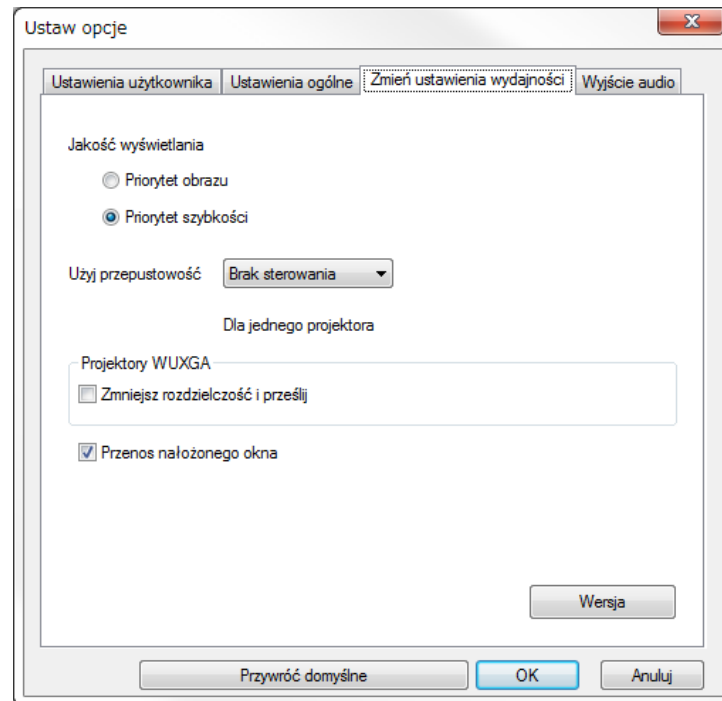 Ustaw opcje
Ustawienia użytkownika
Ustawienia ogólne
Zmień ustawienia wydajności
Wyjście audio
Jakość wyświetlania
Priorytet obrazu
Priorytet szybkości
Użyj przepustowość
Brak sterowania
Dla jednego projektora
Projektory WUXGA
Zmniejsz rozdzielczość i prześlij
Przenos nałożonego okna
Wersja
Przywróć domyślne
OK
Anuluj